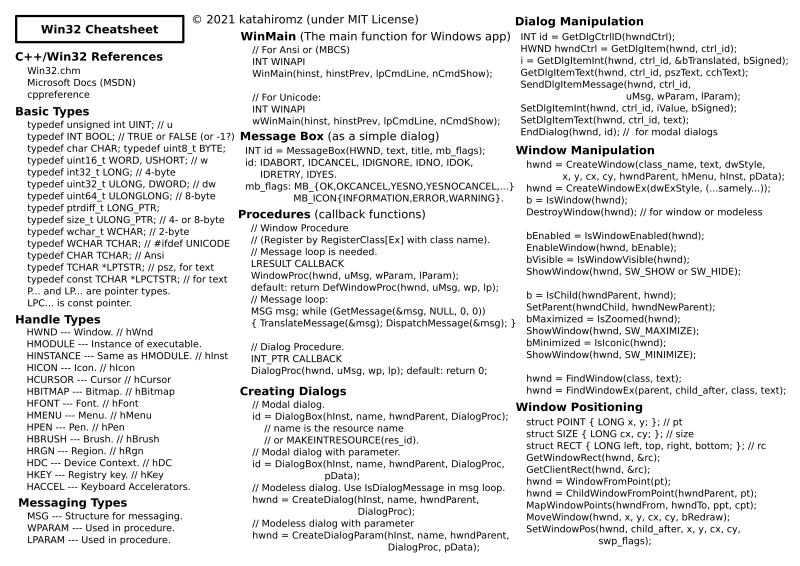 Win32 Cheatsheet
© 2021 katahiromz (under MIT License)
C++/Win32 References
Win32.chm
Microsoft Docs (MSDN)
cppreference
Basic Types
typedef unsigned int UINT; // u
typedef INT BOOL; // TRUE or FALSE (or -1?)
typedef char CHAR; typedef uint8_t BYTE;
typedef uint16_t WORD, USHORT; // w
typedef int32_t LONG; // 4-byte
typedef uint32_t ULONG, DWORD; // dw
typedef uint64_t ULONGLONG; // 8-byte
typedef ptrdiff_t LONG_PTR;
typedef size_t ULONG_PTR; // 4- or 8-byte
typedef wchar_t WCHAR; // 2-byte
typedef WCHAR TCHAR; // #ifdef UNICODE
typedef CHAR TCHAR; // Ansi
typedef TCHAR *LPTSTR; // psz, for text
typedef const TCHAR *LPCTSTR; // for text
P... and LP... are pointer types.
LPC... is const pointer.
Handle Types
HWND --- Window. // hWnd
HMODULE --- Instance of executable.
HINSTANCE --- Same as HMODULE. // hInst
HICON --- Icon. // hIcon
HCURSOR --- Cursor // hCursor
HBITMAP --- Bitmap. // hBitmap
HFONT --- Font. // hFont
HMENU --- Menu. // hMenu
HPEN --- Pen. // hPen
HBRUSH --- Brush. // hBrush
HRGN --- Region. // hRgn
HDC --- Device Context. // hDC
HKEY --- Registry key. // hKey
HACCEL --- Keyboard Accelerators.
Messaging Types
MSG --- Structure for messaging.
WPARAM --- Used in procedure.
LPARAM --- Used in procedure.
WinMain (The main function for Windows app)
// For Ansi or (MBCS)
INT WINAPI
WinMain(hinst, hinstPrev, lpCmdLine, nCmdShow);
// For Unicode:
INT WINAPI
wWinMain(hinst, hinstPrev, lpCmdLine, nCmdShow);
Message Box (as a simple dialog)
INT id = MessageBox(HWND, text, title, mb_flags);
id: IDABORT, IDCANCEL, IDIGNORE, IDNO, IDOK,
IDRETRY, IDYES.
mb_flags: MB_{OK,OKCANCEL,YESNO,YESNOCANCEL,...}
MB_ICON{INFORMATION,ERROR,WARNING}.
Procedures (callback functions)
// Window Procedure
// (Register by RegisterClass[Ex] with class name).
// Message loop is needed.
LRESULT CALLBACK
WindowProc(hwnd, uMsg, wParam, lParam);
default: return DefWindowProc(hwnd, uMsg, wp, lp);
// Message loop:
MSG msg; while (GetMessage(&msg, NULL, 0, 0))
{ TranslateMessage(&msg); DispatchMessage(&msg); }
// Dialog Procedure.
INT_PTR CALLBACK
DialogProc(hwnd, uMsg, wp, lp); default: return 0;
Creating Dialogs
// Modal dialog.
id = DialogBox(hInst, name, hwndParent, DialogProc);
// name is the resource name
// or MAKEINTRESOURCE(res_id).
// Modal dialog with parameter.
id = DialogBox(hInst, name, hwndParent, DialogProc,
pData);
// Modeless dialog. Use IsDialogMessage in msg loop.
hwnd = CreateDialog(hInst, name, hwndParent,
DialogProc);
// Modeless dialog with parameter
hwnd = CreateDialogParam(hInst, name, hwndParent,
DialogProc, pData);
Dialog Manipulation
INT id = GetDlgCtrlID(hwndCtrl);
HWND hwndCtrl = GetDlgItem(hwnd, ctrl_id);
i = GetDlgItemInt(hwnd, ctrl_id, &bTranslated, bSigned);
GetDlgItemText(hwnd, ctrl_id, pszText, cchText);
SendDlgItemMessage(hwnd, ctrl_id,
uMsg, wParam, lParam);
SetDlgItemInt(hwnd, ctrl_id, iValue, bSigned);
SetDlgItemText(hwnd, ctrl_id, text);
EndDialog(hwnd, id); // for modal dialogs
Window Manipulation
hwnd = CreateWindow(class_name, text, dwStyle,
x, y, cx, cy, hwndParent, hMenu, hInst, pData);
hwnd = CreateWindowEx(dwExStyle, (...samely...));
b = IsWindow(hwnd);
DestroyWindow(hwnd); // for window or modeless
bEnabled = IsWindowEnabled(hwnd);
EnableWindow(hwnd, bEnable);
bVisible = IsWindowVisible(hwnd);
ShowWindow(hwnd, SW_SHOW or SW_HIDE);
b = IsChild(hwndParent, hwnd);
SetParent(hwndChild, hwndNewParent);
bMaximized = IsZoomed(hwnd);
ShowWindow(hwnd, SW_MAXIMIZE);
bMinimized = IsIconic(hwnd);
ShowWindow(hwnd, SW_MINIMIZE);
hwnd = FindWindow(class, text);
hwnd = FindWindowEx(parent, child_after, class, text);
Window Positioning
struct POINT { LONG x, y; }; // pt
struct SIZE { LONG cx, cy; }; // size
struct RECT { LONG left, top, right, bottom; }; // rc
GetWindowRect(hwnd, &rc);
GetClientRect(hwnd, &rc);
hwnd = WindowFromPoint(pt);
hwnd = ChildWindowFromPoint(hwndParent, pt);
MapWindowPoints(hwndFrom, hwndTo, ppt, cpt);
MoveWindow(hwnd, x, y, cx, cy, bRedraw);
SetWindowPos(hwnd, child_after, x, y, cx, cy,
swp_flags);